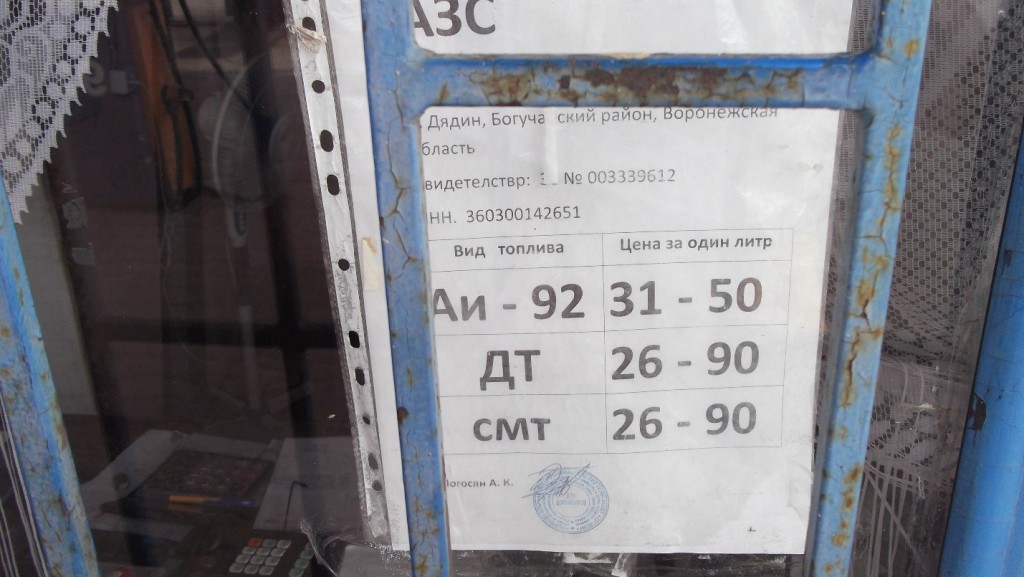 АЗС
Дядин, Богуча ский район, Воронежская
бласть
видетелствр: № 003339612
НН. 360300142651
Вид топлива Цена за один литр
Аи - 92 31 - 50
ДТ 26 - 90
смт 26 - 90
Погосян А. К.